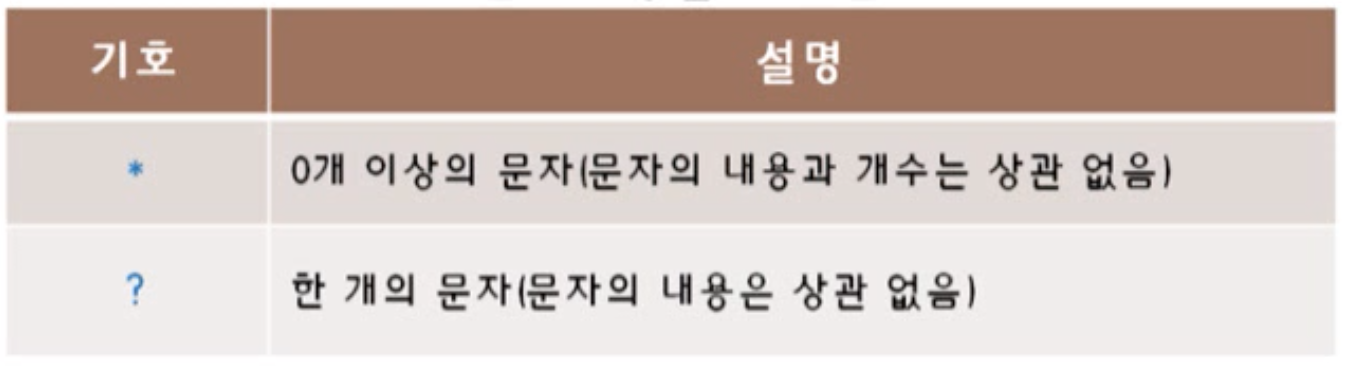 기호 설명
* 0개 이상의 문자(문자의 내용과 개수는 상관 없음)
? 한 개의 문자(문자의 내용은 상관 없음)